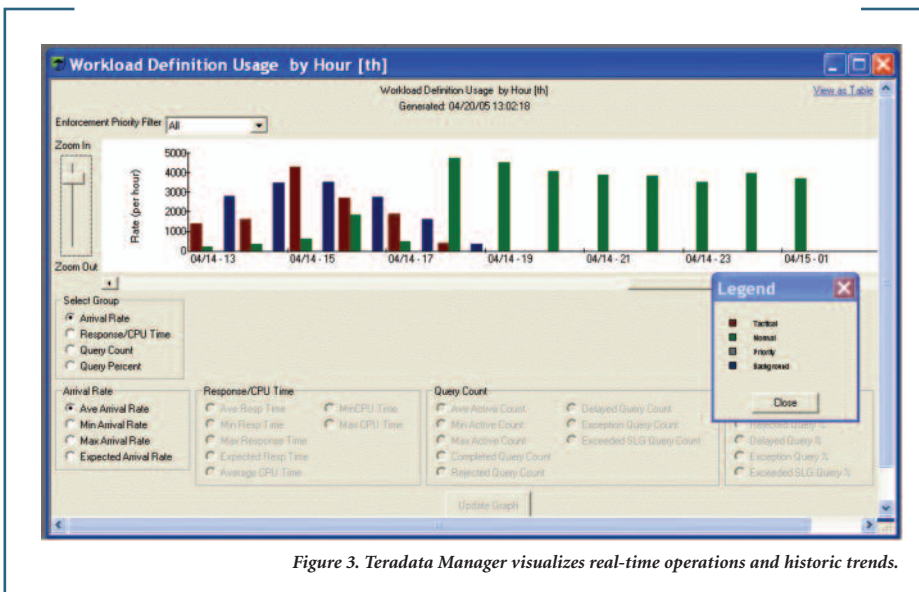 Workload Definition Usage by Hour [th]
Workload Definition Usage by Hour [th]
Generated: 04/20/05 13:02:18
View as Table
Enforcement Priority Filter All
Zoom In
Zoom Out
Rate (per hour)
5000
4000
3000
2000
1000
0
04/14 - 13
04/14 - 15
04/14 - 17
04/14 - 19
04/14 - 21
04/14 - 23
04/15 - 01
Legend
Tactical
Normal
Priority
Background
Close
Select Group
Arrival Rate
Response/CPU Time
Query Count
Query Percent
Arrival Rate
Ave Arrival Rate
Min Arrival Rate
Max Arrival Rate
Expected Arrival Rate
Response/CPU Time
Ave Resp Time
Min Resp Time
Max Response Time
Expected Resp Time
Average CPU Time
MinCPU Time
Max CPU Time
Query Count
Ave Active Count
Min Active Count
Max Active Count
Completed Query Count
Rejected Query Count
Delayed Query Count
Exception Query Count
Exceeded SLG Query Count
Rejected Query %
Delayed Query %
Exception Query %
Exceeded SLG Query %
Update Graph
Figure 3. Teradata Manager visualizes real-time operations and historic trends.